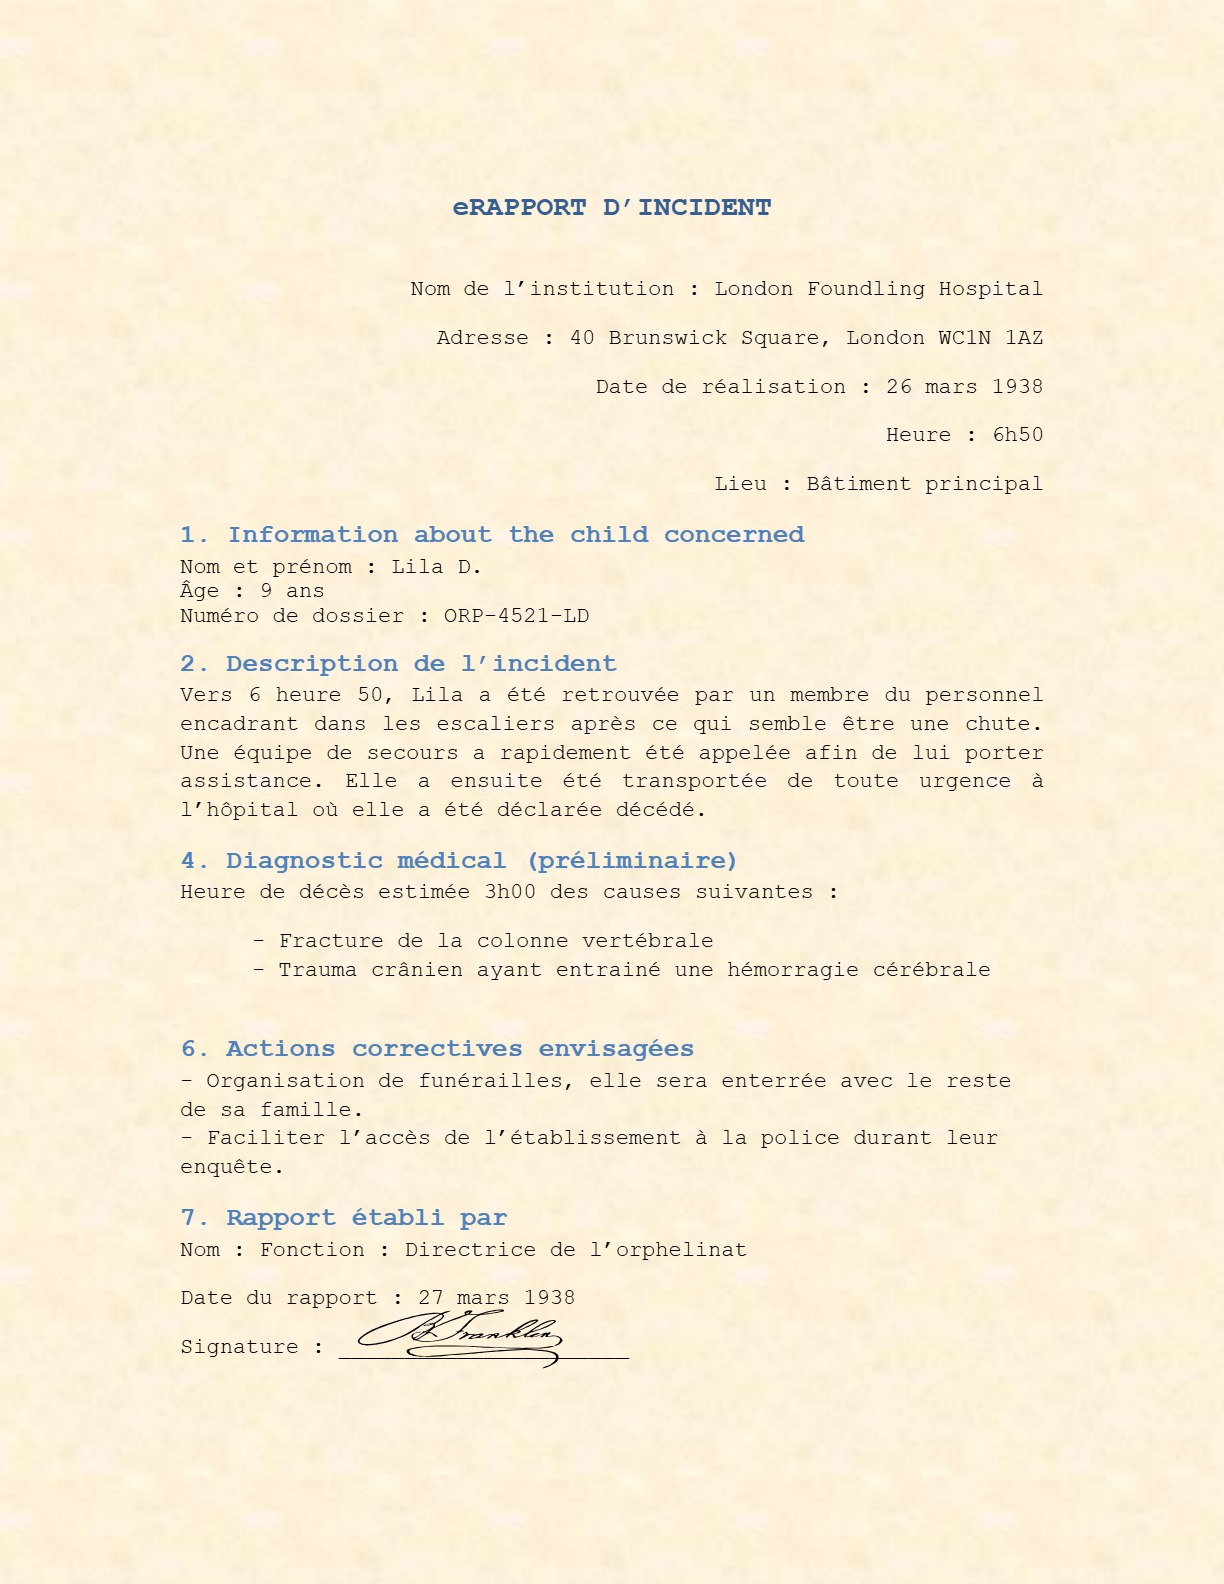 eRAPPORT D’INCIDENT
Nom de l’institution : London Foundling Hospital
Adresse : 40 Brunswick Square, London WC1N 1AZ
Date de réalisation : 26 mars 1938
Heure : 6h50
Lieu : Bâtiment principal
1. Information about the child concerned
Nom et prénom : Lila D.
Âge : 9 ans
Numéro de dossier : ORP-4521-LD
2. Description de l’incident
Vers 6 heure 50, Lila a été retrouvée par un membre du personnel
encadrant dans les escaliers après ce qui semble être une chute.
Une équipe de secours a rapidement été appelée afin de lui porter
assistance. Elle a ensuite été transportée de toute urgence à
l’hôpital où elle a été déclarée décédé.
4. Diagnostic médical (préliminaire)
Heure de décès estimée 3h00 des causes suivantes :
- Fracture de la colonne vertébrale
- Trauma crânien ayant entrainé une hémorragie cérébrale
6. Actions correctives envisagées
- Organisation de funérailles, elle sera enterrée avec le reste
de sa famille.
- Faciliter l’accès de l’établissement à la police durant leur
enquête.
7. Rapport établi par
Nom : Fonction : Directrice de l’orphelinat
Date du rapport : 27 mars 1938
Signature : B Franklin